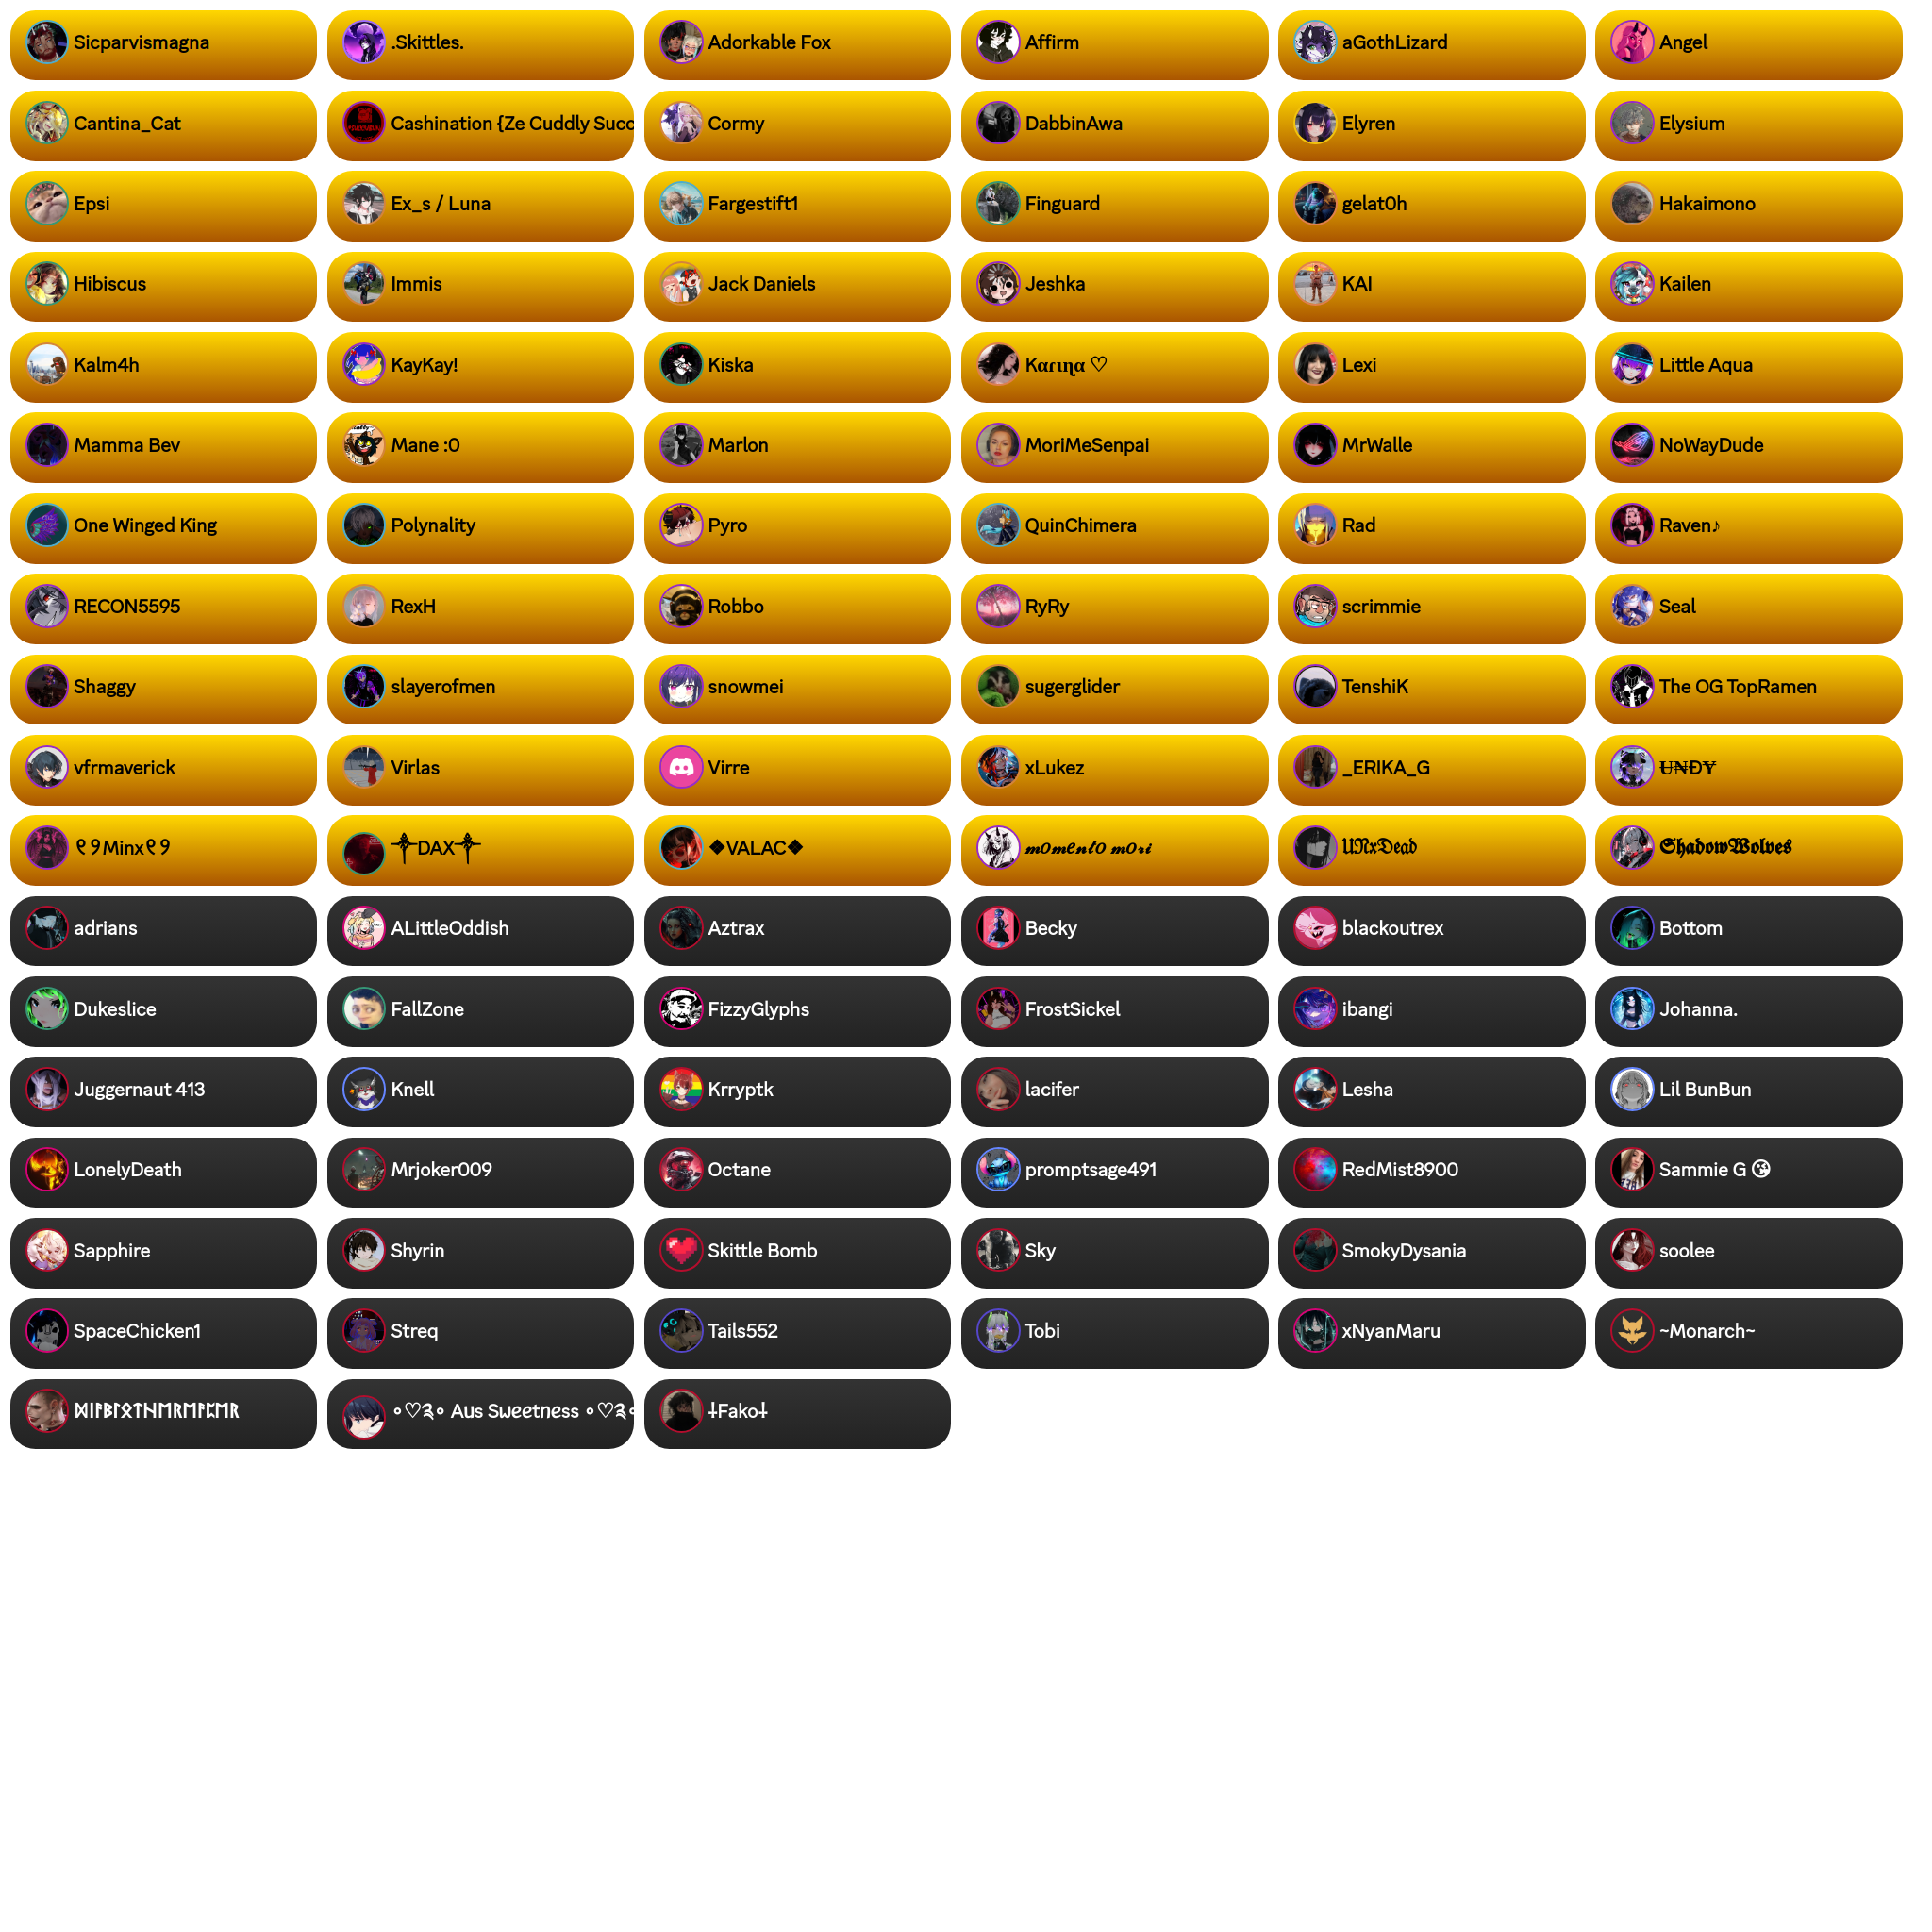 Sicparvismagna
.Skittles.
Adorkable Fox
Affirm
aGothLizard
Angel
Cantina_Cat
Cashination {Ze Cuddly Succ
Cormy
DabbinAwa
Elyren
Elysium
Epsi
Ex_s / Luna
Fargestift1
Finguard
gelat0h
Hakaimono
Hibiscus
Immis
Jack Daniels
Jeshka
KAI
Kailen
Kalm4h
KayKay!
Kiska
Kαɾιɳα ♡
Lexi
Little Aqua
Mamma Bev
Mane :0
Marlon
MoriMeSenpai
MrWalle
NoWayDude
One Winged King
Polynality
Pyro
QuinChimera
Rad
Raven♪
RECON5595
RexH
Robbo
RyRy
scrimmie
Seal
Shaggy
slayerofmen
snowmei
sugerglider
TenshiK
The OG TopRamen
vfrmaverick
Virlas
Virre
xLukez
_ERIKA_G
U̶N̶ĐɎ
୧୨Minx୧୨
༒DAX༒
❖VALAC❖
𝓶𝓸𝓶𝓮𝓷𝓽𝓸 𝓶𝓸𝓻𝓲
𝔘𝔑𝔵𝔇𝔢𝔞𝔡
𝕾𝖍𝖆𝖉𝖔𝖜𝖂𝖔𝖑𝖛𝖊𝖘
adrians
ALittleOddish
Aztrax
Becky
blackoutrex
Bottom
Dukeslice
FallZone
FizzyGlyphs
FrostSickel
ibangi
Johanna.
Juggernaut 413
Knell
Krryptk
lacifer
Lesha
Lil BunBun
LonelyDeath
Mrjoker009
Octane
promptsage491
RedMist8900
Sammie G 😘
Sapphire
Shyrin
Skittle Bomb
Sky
SmokyDysania
soolee
SpaceChicken1
Streq
Tails552
Tobi
xNyanMaru
~Monarch~
∘♡༉∘ Aus Sweetness ∘♡༉∘
⸸Fako⸸